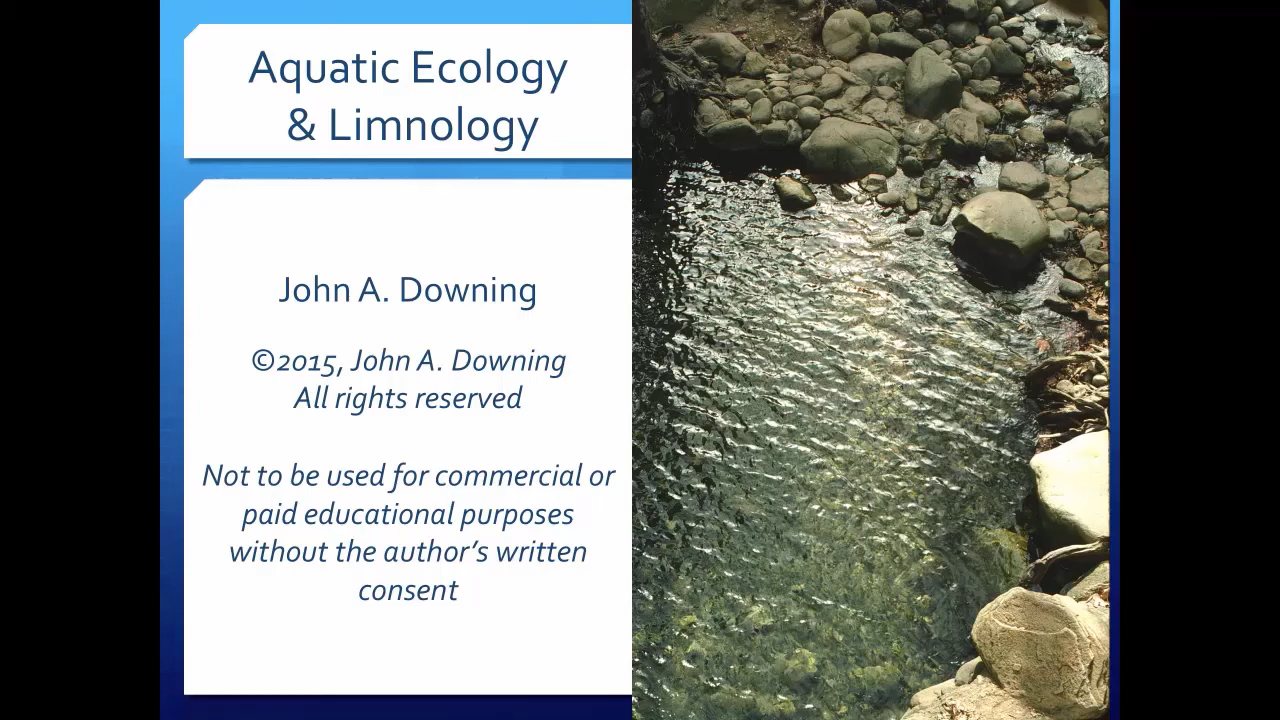 Aquatic Ecology
& Limnology
John A. Downing
©2015, John A. Downing
All rights reserved
Not to be used for commercial or
paid educational purposes
without the author’s written
consent